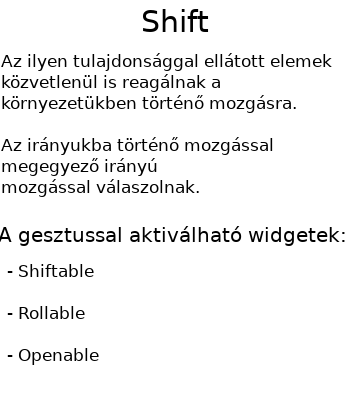 Shift
Az ilyen tulajdonsággal ellátott elemek
közvetlenül is reagálnak a
környezetükben történő mozgásra.
Az irányukba történő mozgással
megegyező irányú
mozgással válaszolnak.
A gesztussal aktiválható widgetek:
- Shiftable
- Rollable
- Openable